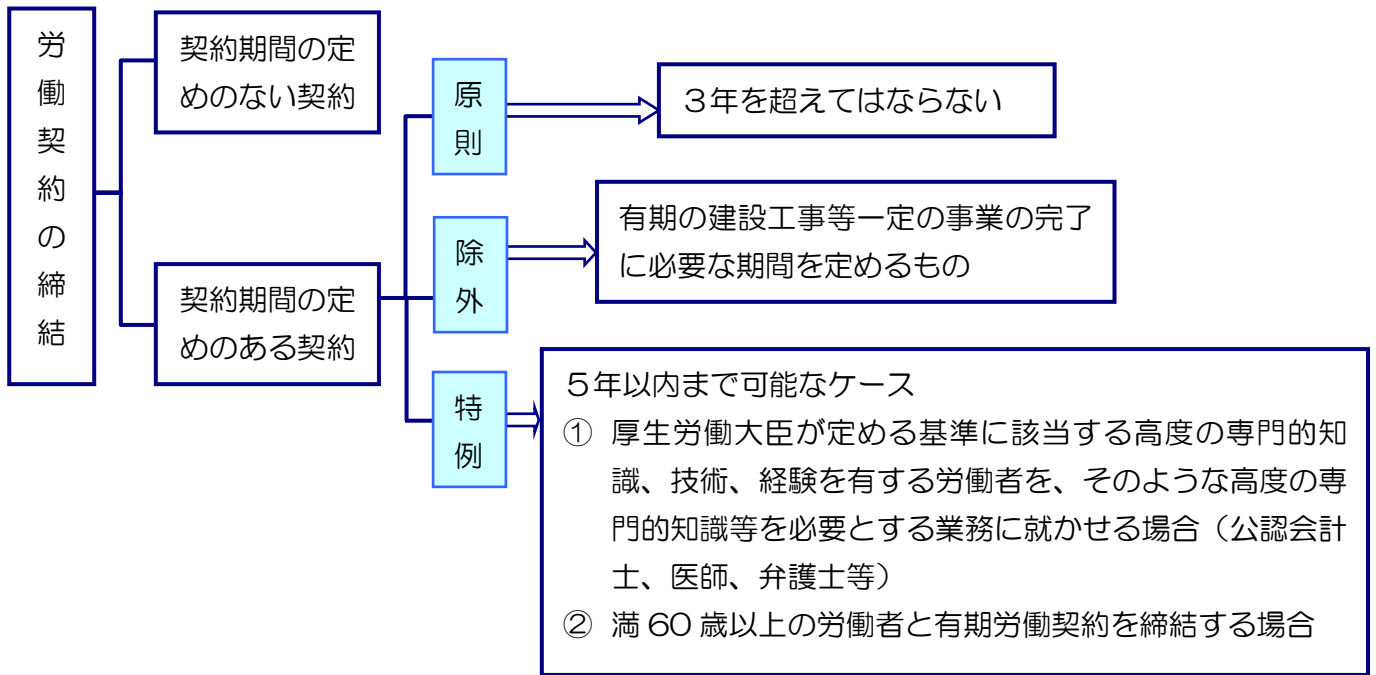 労働契約の締結
契約期間の定
めのない契約
契約期間の定
めのある契約
原則
３年を超えてはならない
除外
有期の建設工事等一定の事業の完了
に必要な期間を定めるもの
特例
５年以内まで可能なケース
① 厚生労働大臣が定める基準に該当する高度の専門的知
識、技術、経験を有する労働者を、そのような高度の専
門的知識等を必要とする業務に就かせる場合（公認会計
士、医師、弁護士等）
② 満 60 歳以上の労働者と有期労働契約を締結する場合